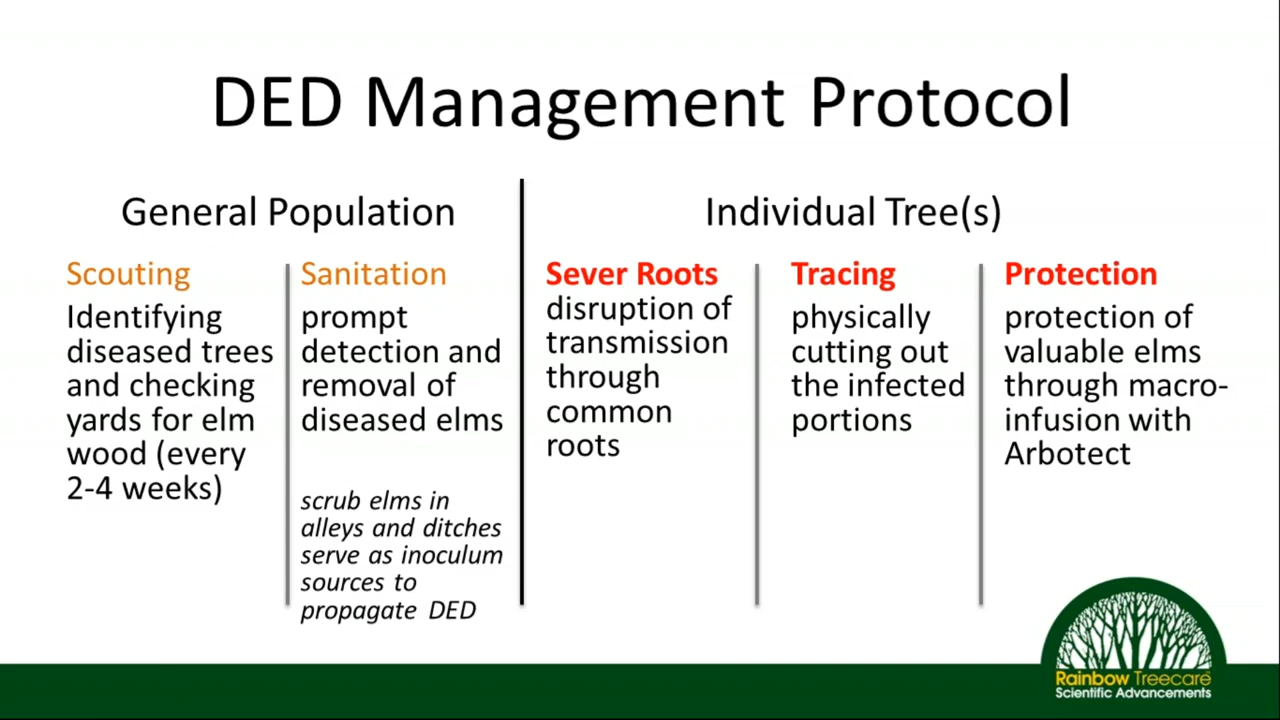 DED Management Protocol
General Population
Scouting
Identifying
diseased trees
and checking
yards for elm
wood (every
2-4 weeks)
Sanitation
prompt
detection and
removal of
diseased elms
scrub elms in
alleys and ditches
serve as inoculum
sources to
propagate DED
Individual Tree(s)
Sever Roots
disruption of
transmission
through
common
roots
Tracing
physically
cutting out
the infected
portions
Protection
protection of
valuable elms
through macro-
infusion with
Arbotect
Rainbow Treecare
Scientific Advancements